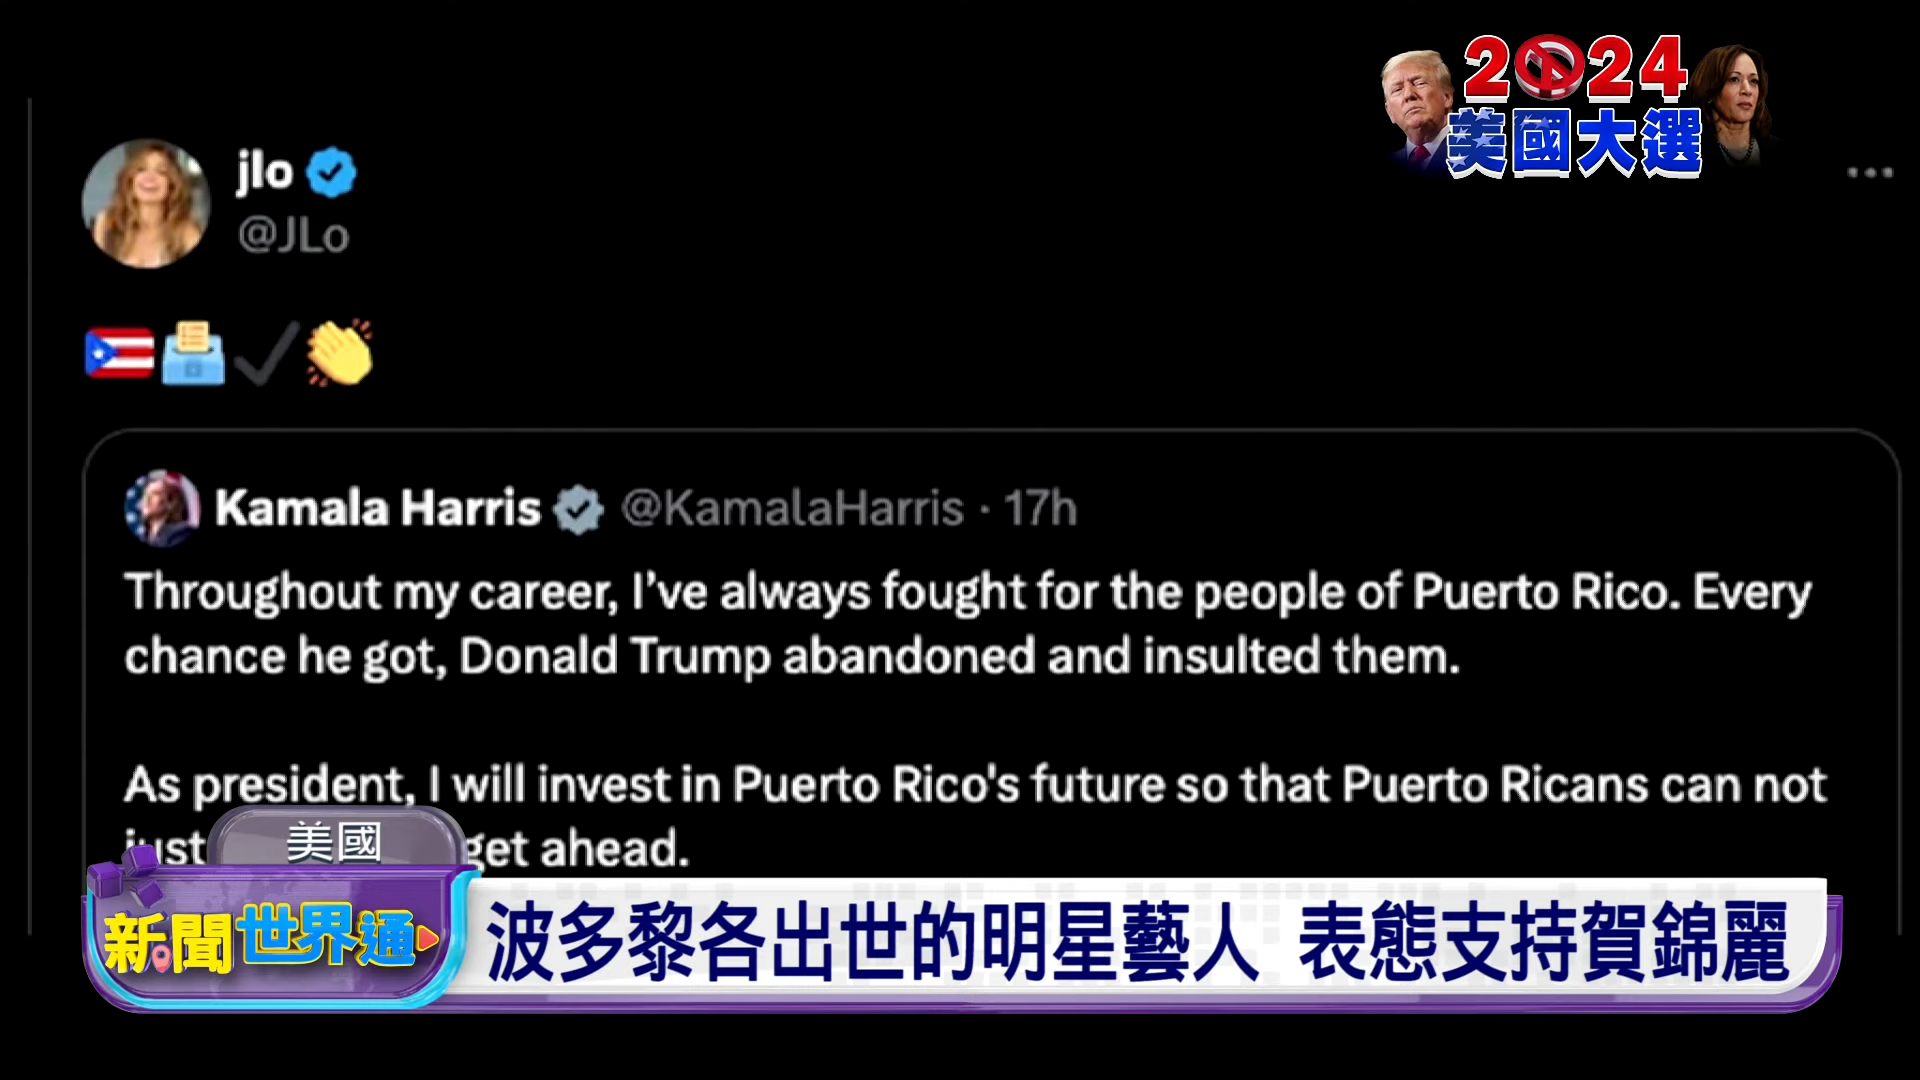 2024
美國大選
jlo
@JLo
Kamala Harris @KamalaHarris · 17h
Throughout my career, I’ve always fought for the people of Puerto Rico. Every
chance he got, Donald Trump abandoned and insulted them.
As president, I will invest in Puerto Rico's future so that Puerto Ricans can not
just get ahead.
美國
新聞世界通
波多黎各出世的明星藝人 表態支持賀錦麗